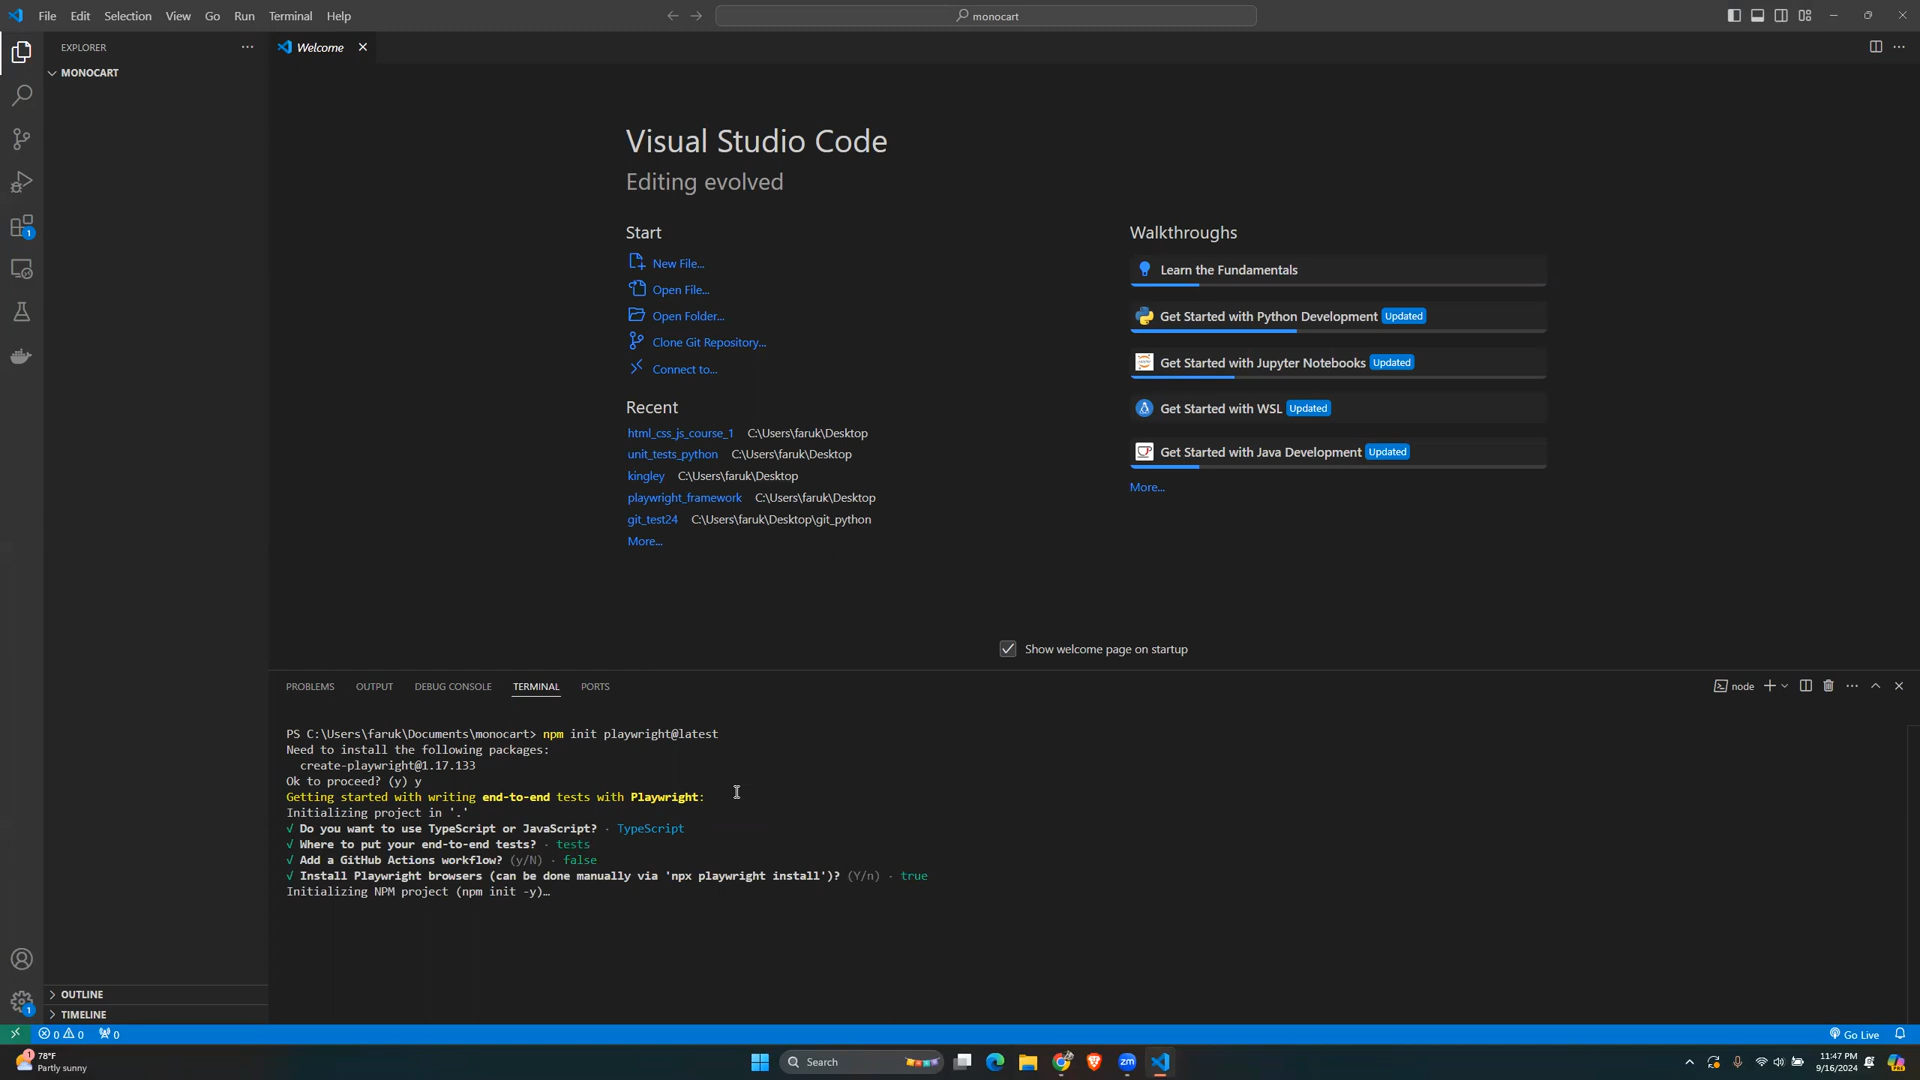 File Edit Selection View Go Run Terminal Help
monocart
EXPLORER
MONOCART
Welcome
Visual Studio Code
Editing evolved
Start
New File...
Open File...
Open Folder...
Clone Git Repository...
Connect to...
Recent
html_css_js_course_1 C:\Users\faruk\Desktop
unit_tests_python C:\Users\faruk\Desktop
kingley C:\Users\faruk\Desktop
playwright_framework C:\Users\faruk\Desktop
git_test24 C:\Users\faruk\Desktop\git_python
More...
Walkthroughs
Learn the Fundamentals
Get Started with Python Development Updated
Get Started with Jupyter Notebooks Updated
Get Started with WSL Updated
Get Started with Java Development Updated
More...
1
Show welcome page on startup
PROBLEMS OUTPUT DEBUG CONSOLE TERMINAL PORTS
node
PS C:\Users\faruk\Documents\monocart> npm init playwright@latest
Need to install the following packages:
create-playwright@1.17.133
Ok to proceed? (y) y
Getting started with writing end-to-end tests with Playwright:
Initializing project in '.'
√ Do you want to use TypeScript or JavaScript? · TypeScript
√ Where to put your end-to-end tests? · tests
√ Add a GitHub Actions workflow? (y/N) · false
√ Install Playwright browsers (can be done manually via 'npx playwright install')? (Y/n) · true
Initializing NPM project (npm init -y)…
OUTLINE
1
TIMELINE
0 0 0
Go Live
1
78°F
Partly sunny
Search
11:47 PM
9/16/2024